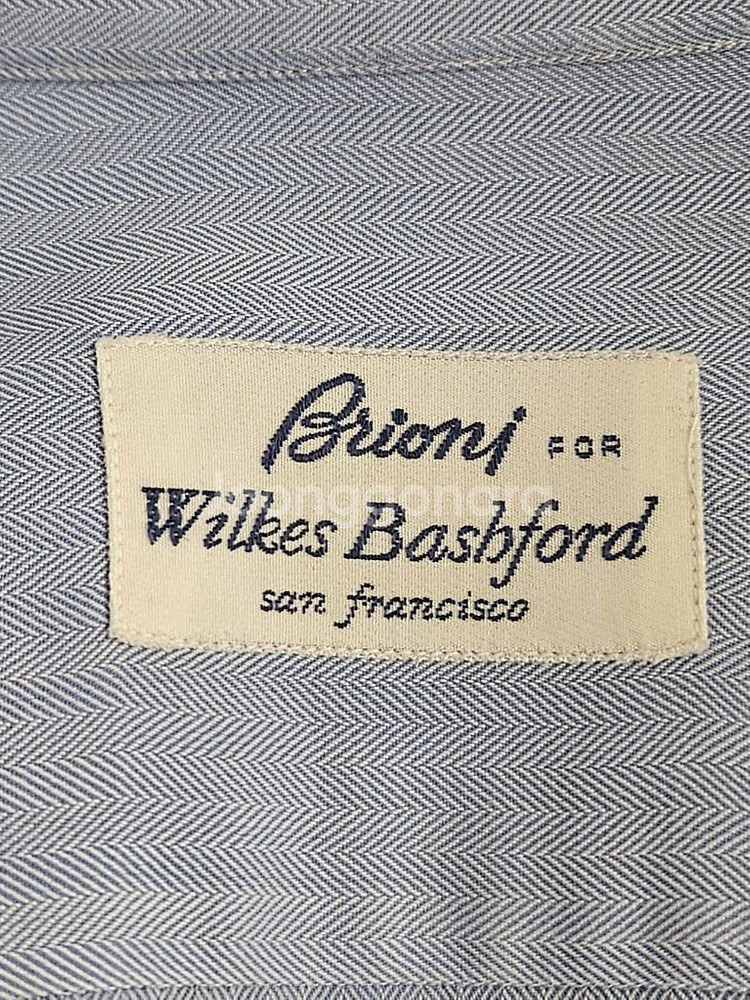 Brioni FOR
Wilkes Bashford
san francisco